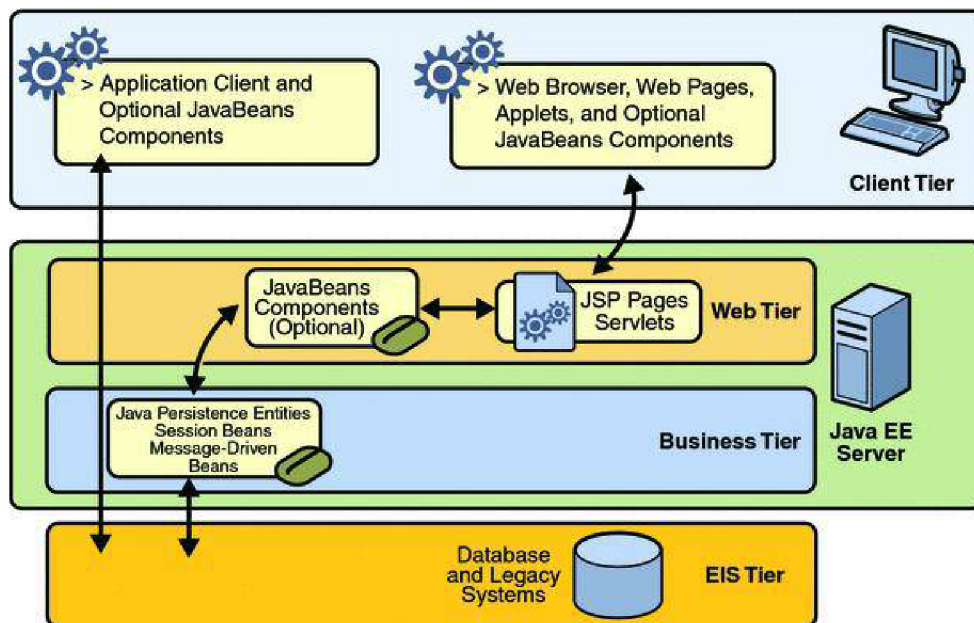 > Application Client and
Optional JavaBeans
Components
> Web Browser, Web Pages,
Applets, and Optional
JavaBeans Components
Client Tier
JavaBeans
Components
(Optional)
JSP Pages
Servlets
Web Tier
Java Persistence Entities
Session Beans
Message-Driven
Beans
Business Tier
Java EE
Server
Database
and Legacy
Systems
EIS Tier